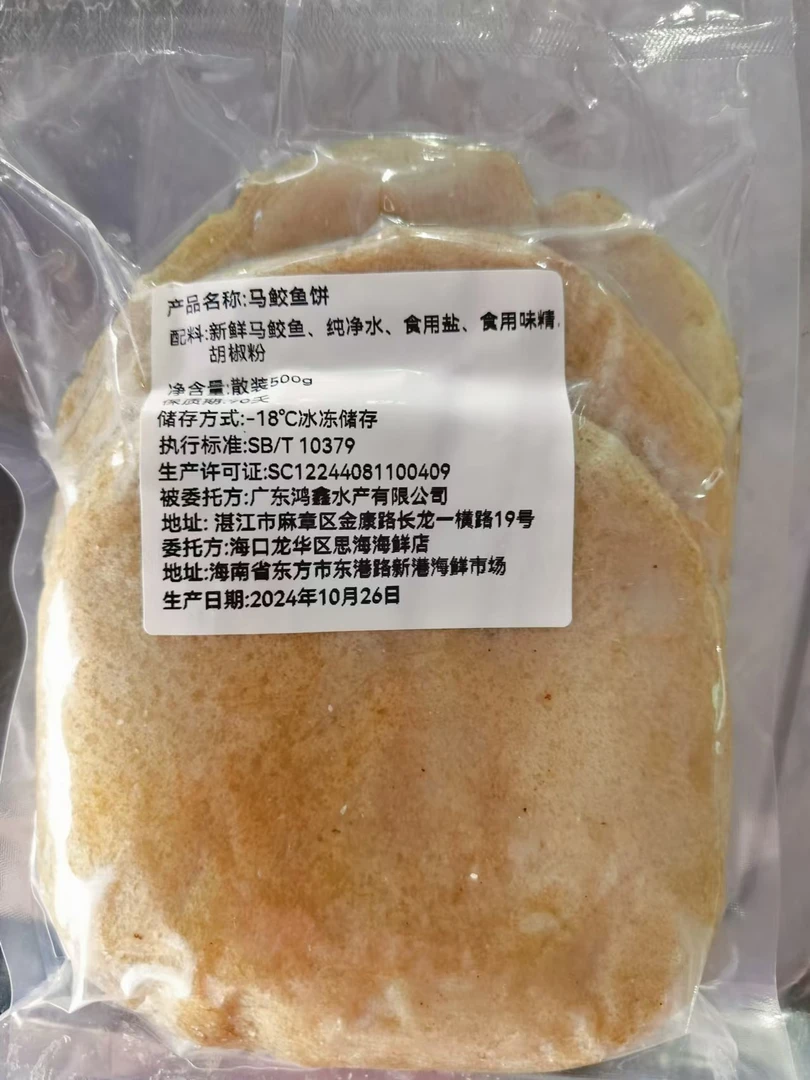 产品名称:马鲛鱼饼
配料:新鲜马鲛鱼、纯净水、食用盐、食用味精,
胡椒粉
净含量:散装500g
储存方式:-18℃冰冻储存
执行标准:SB/T 10379
生产许可证:SC12244081100409
被委托方:广东鸿鑫水产有限公司
地址: 湛江市麻章区金康路长龙一横路19号
委托方:海口龙华区思海海鲜店
地址:海南省东方市东港路新港海鲜市场
生产日期:2024年10月26日